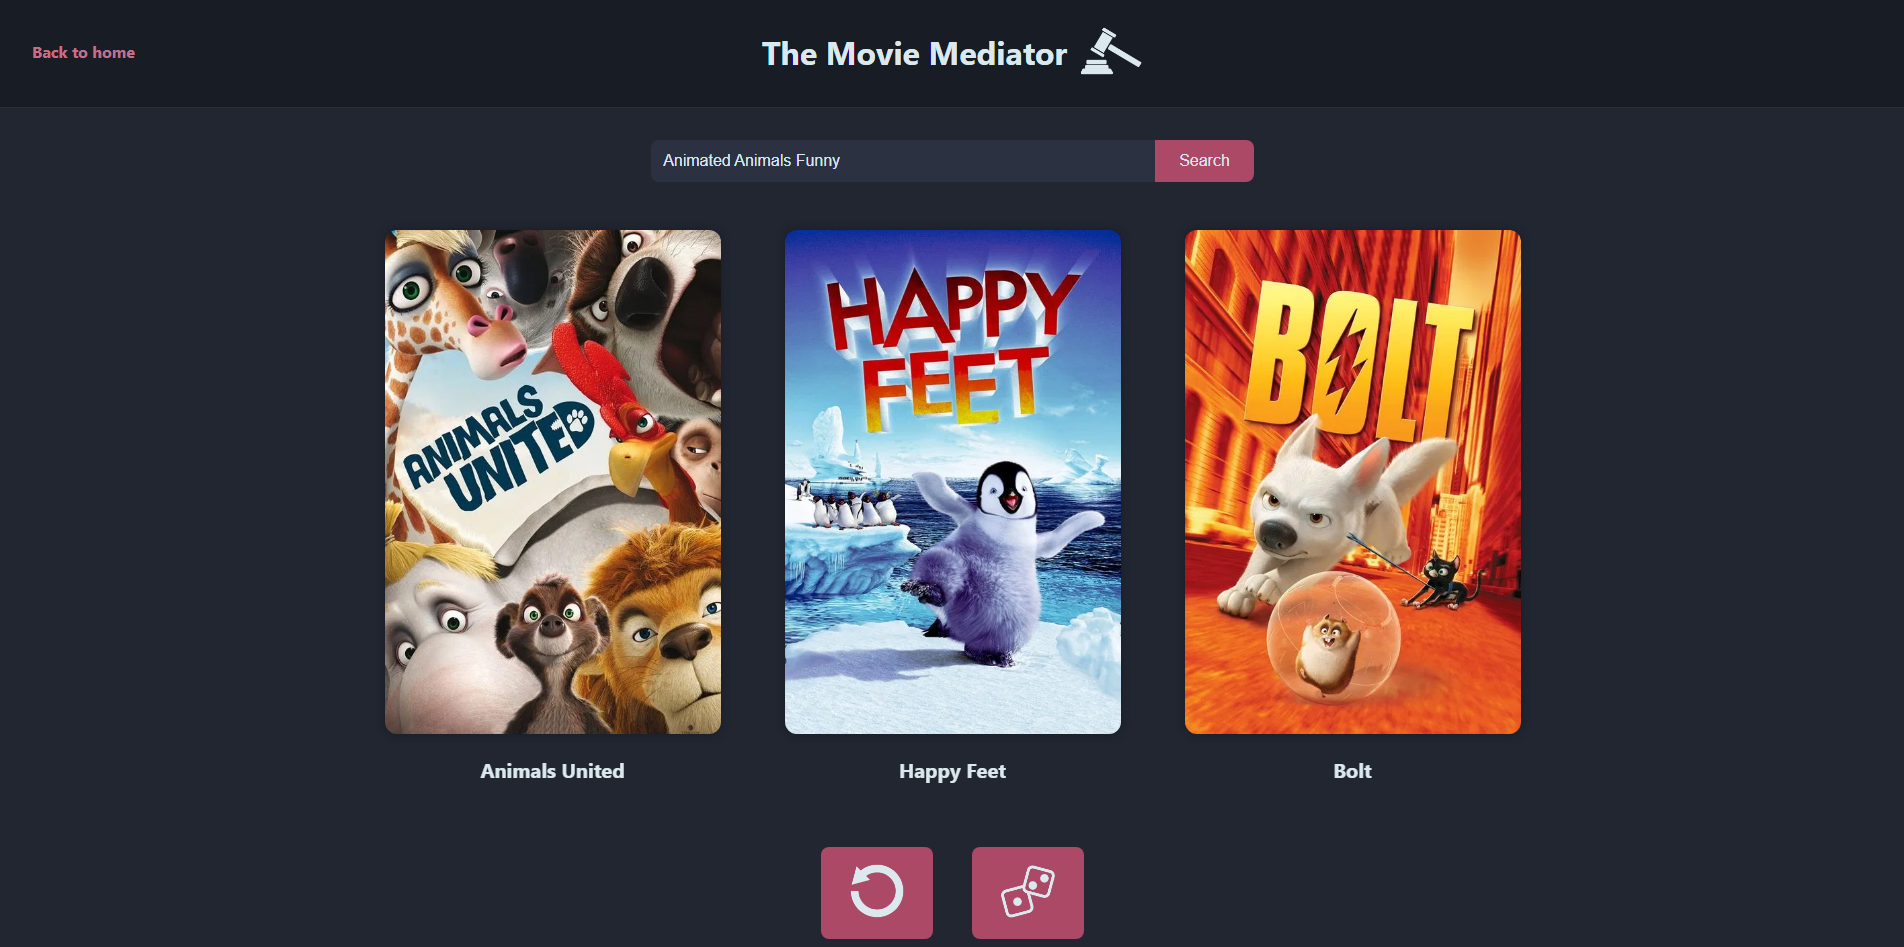 Back to home
The Movie Mediator
Animated Animals Funny
Search
ANIMALS
UNITED
HAPPY
FEET
BOLT
Animals United
Happy Feet
Bolt